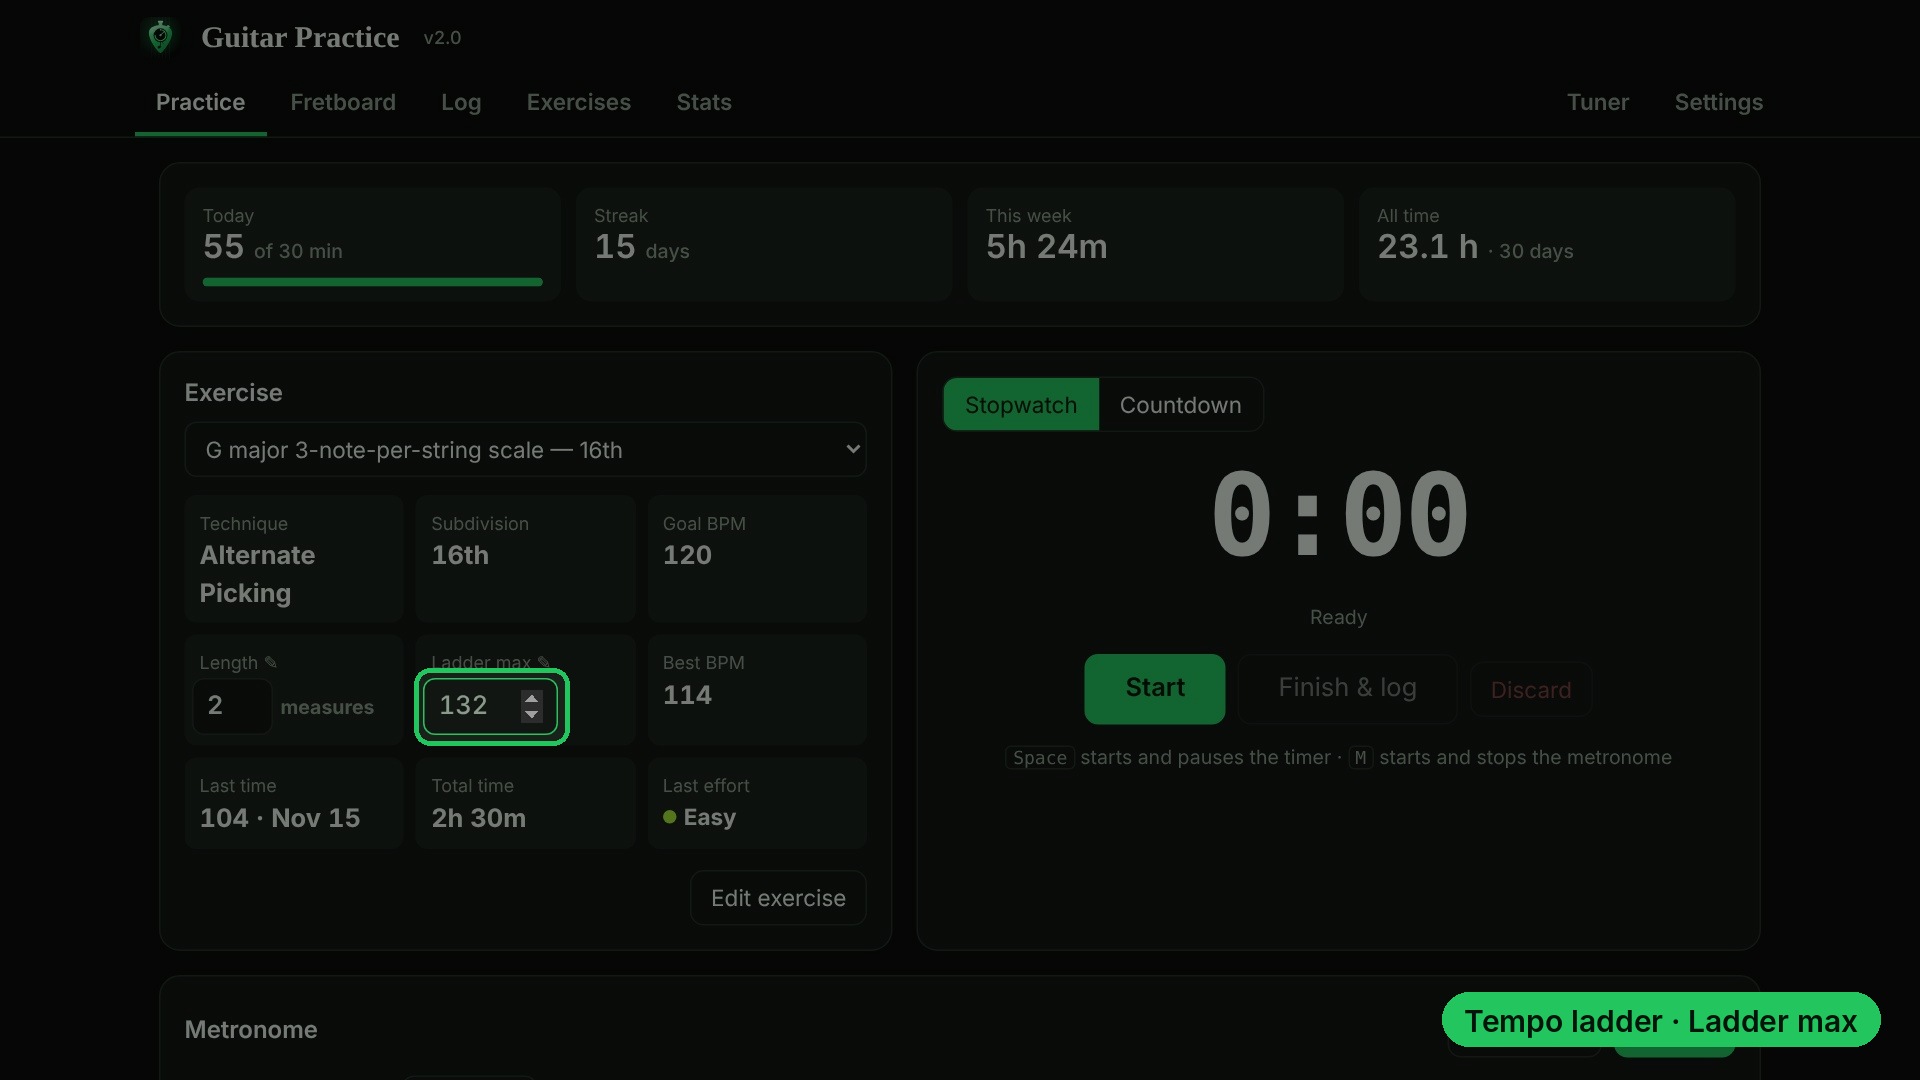 Guitar Practice v2.0
Practice Fretboard Log Exercises Stats Tuner Settings
Today
55 of 30 min
Streak
15 days
This week
5h 24m
All time
23.1 h · 30 days
Exercise
G major 3-note-per-string scale — 16th
Technique
Alternate
Picking
Subdivision
16th
Goal BPM
120
Length ✎
2 measures
Ladder max ✎
132
Best BPM
114
Last time
104 · Nov 15
Total time
2h 30m
Last effort
Easy
Edit exercise
Stopwatch Countdown
0:00
Ready
Start Finish & log Discard
Space starts and pauses the timer · M starts and stops the metronome
Metronome
Tempo ladder · Ladder max